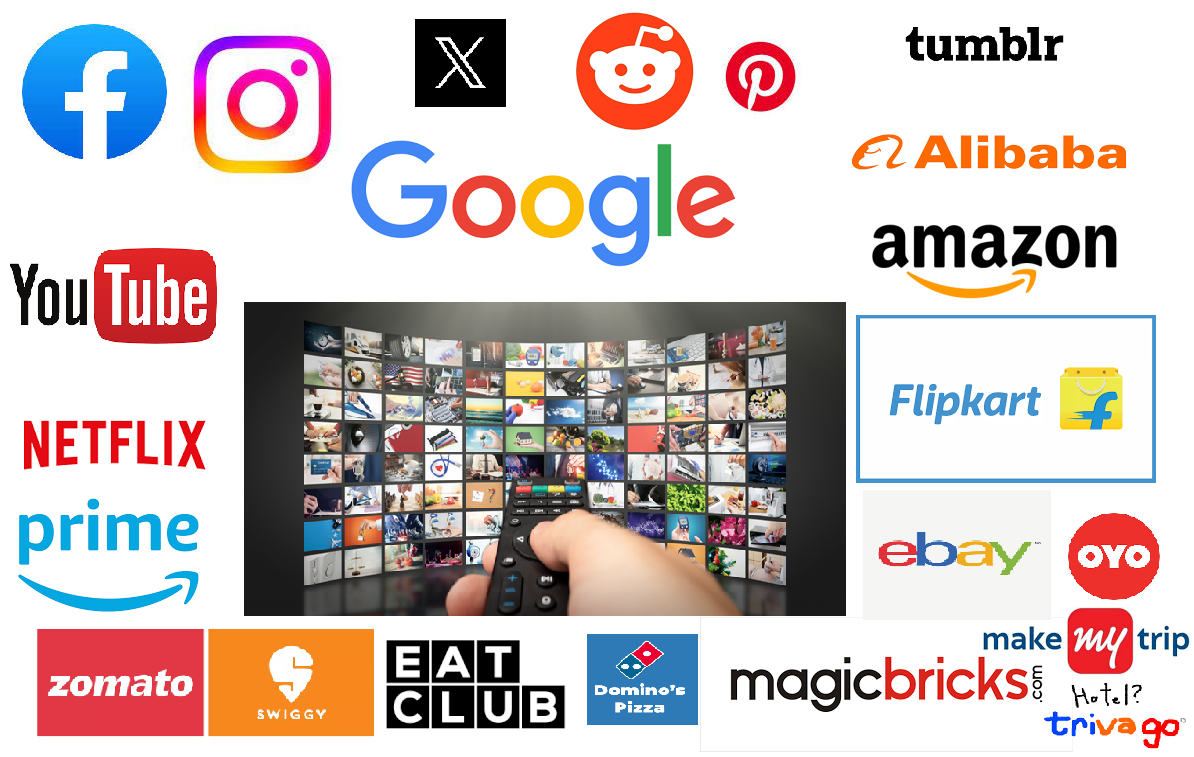 f
X
tumblr
Alibaba
Google
amazon
YouTube
Flipkart
f
NETFLIX
prime
ebay™
OYO
make my trip
zomato
SWIGGY
EAT
CLUB
Domino's
Pizza
magicbricks.com
Hotel?
trivago